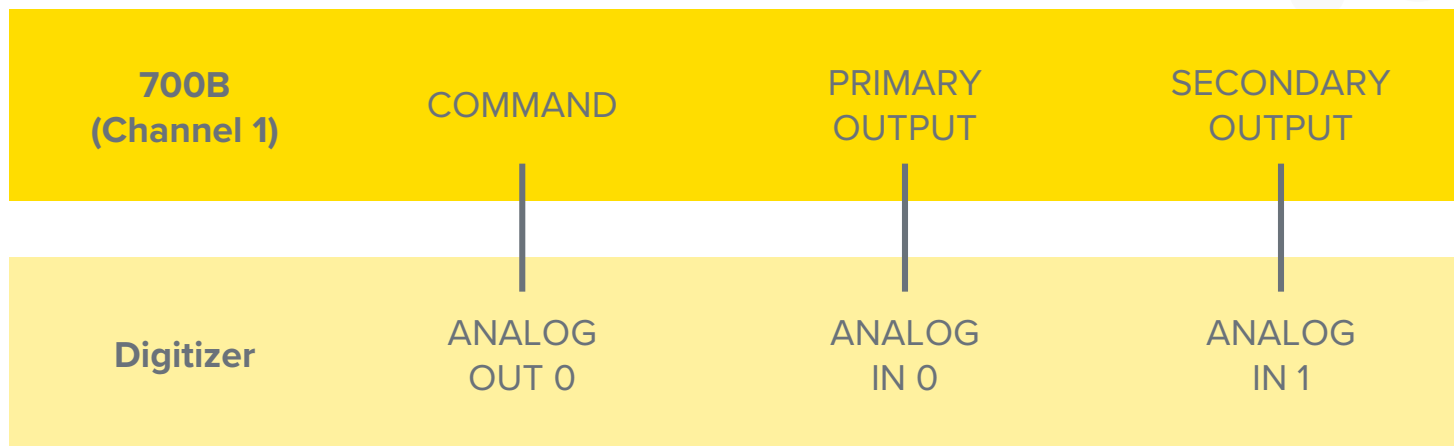 700B
(Channel 1)
COMMAND
PRIMARY
OUTPUT
SECONDARY
OUTPUT
Digitizer
ANALOG
OUT 0
ANALOG
IN 0
ANALOG
IN 1